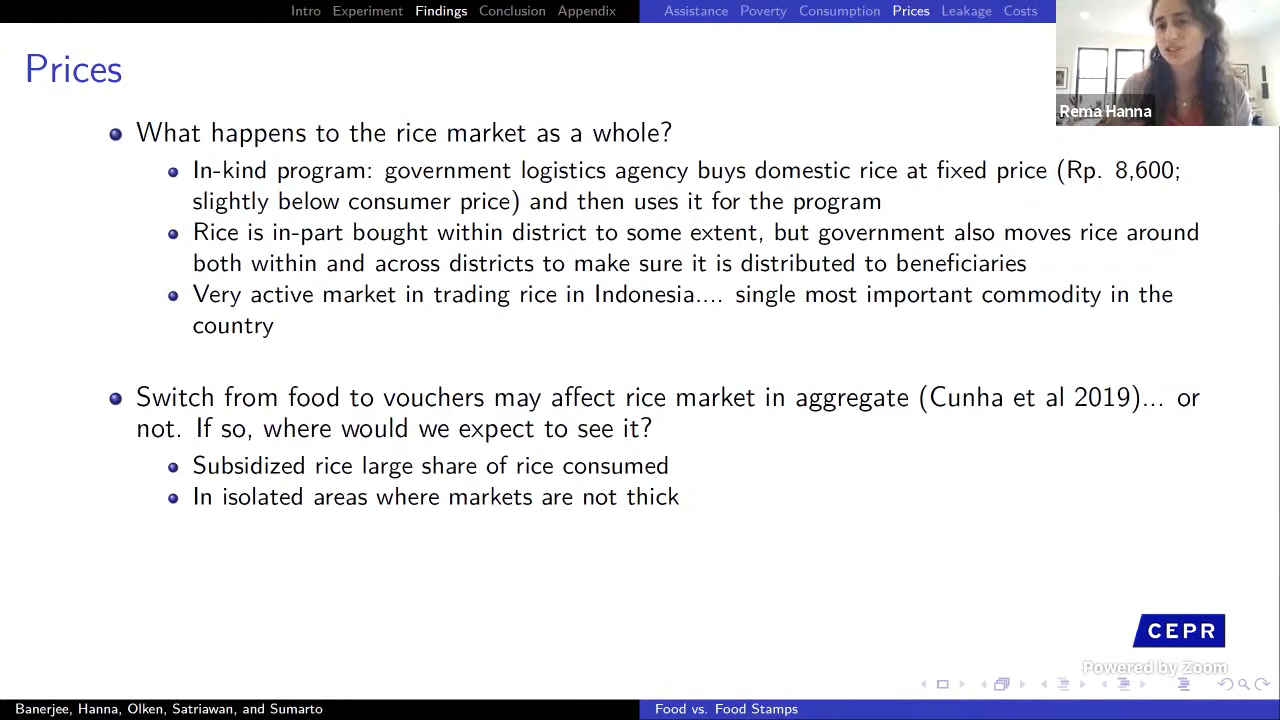 Intro Experiment Findings Conclusion Appendix
Assistance Poverty Consumption Prices Leakage Costs
Prices
Rema Hanna
What happens to the rice market as a whole?
In-kind program: government logistics agency buys domestic rice at fixed price (Rp. 8,600;
slightly below consumer price) and then uses it for the program
Rice is in-part bought within district to some extent, but government also moves rice around
both within and across districts to make sure it is distributed to beneficiaries
Very active market in trading rice in Indonesia.... single most important commodity in the
country
Switch from food to vouchers may affect rice market in aggregate (Cunha et al 2019)... or
not. If so, where would we expect to see it?
Subsidized rice large share of rice consumed
In isolated areas where markets are not thick
CEPR
Powered by Zoom
Banerjee, Hanna, Olken, Satriawan, and Sumarto
Food vs. Food Stamps